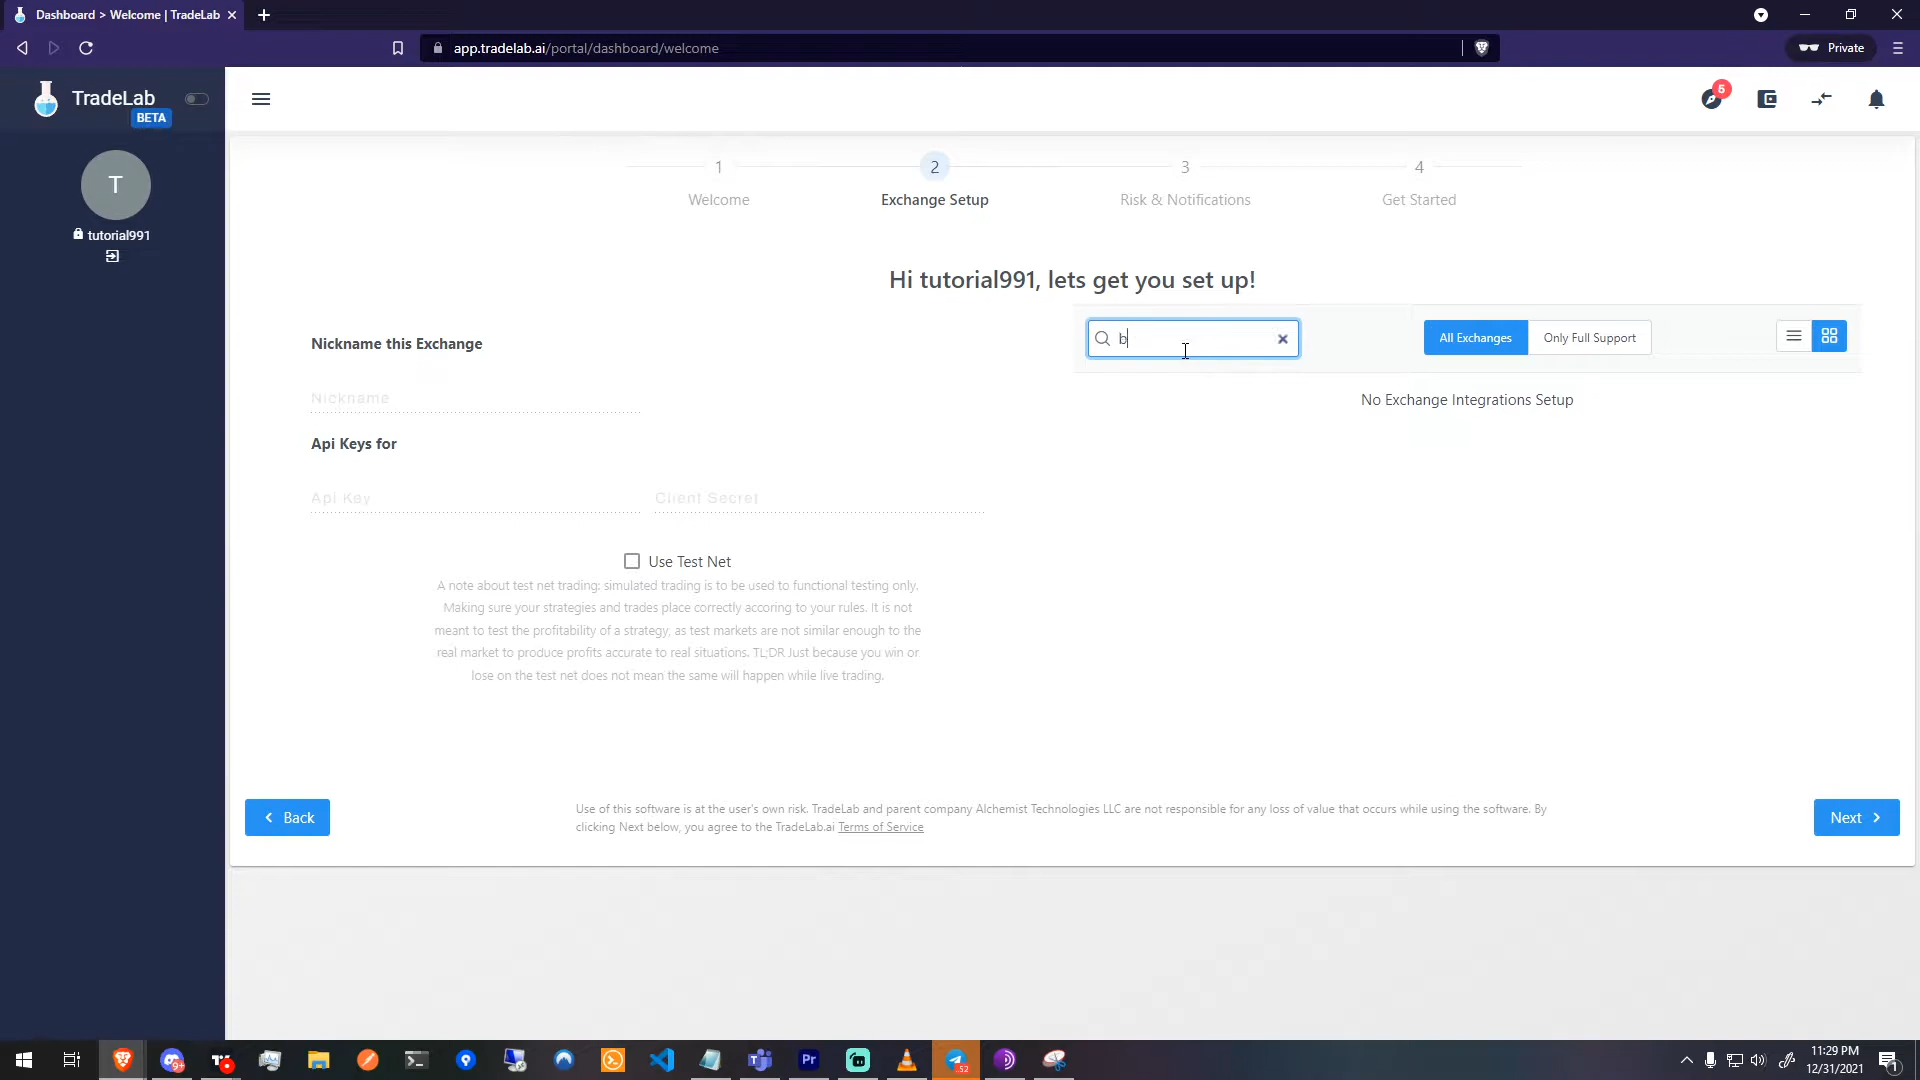 Dashboard > Welcome | TradeLab
app.tradelab.ai/portal/dashboard/welcome
Private
TradeLab
BETA
5
T
tutorial991
1
2
3
4
Welcome
Exchange Setup
Risk & Notifications
Get Started
Hi tutorial991, lets get you set up!
Nickname this Exchange
Nickname
Api Keys for
Api Key
Client Secret
Use Test Net
A note about test net trading: simulated trading is to be used to functional testing only.
Making sure your strategies and trades place correctly accoring to your rules. It is not
meant to test the profitability of a strategy, as test markets are not similar enough to the
real market to produce profits accurate to real situations. TL;DR Just because you win or
lose on the test net does not mean the same will happen while live trading.
b
All Exchanges
Only Full Support
No Exchange Integrations Setup
Back
Use of this software is at the user's own risk. TradeLab and parent company Alchemist Technologies LLC are not responsible for any loss of value that occurs while using the software. By
clicking Next below, you agree to the TradeLab.ai Terms of Service
Next
9+
Pr
52
11:29 PM
12/31/2021
1